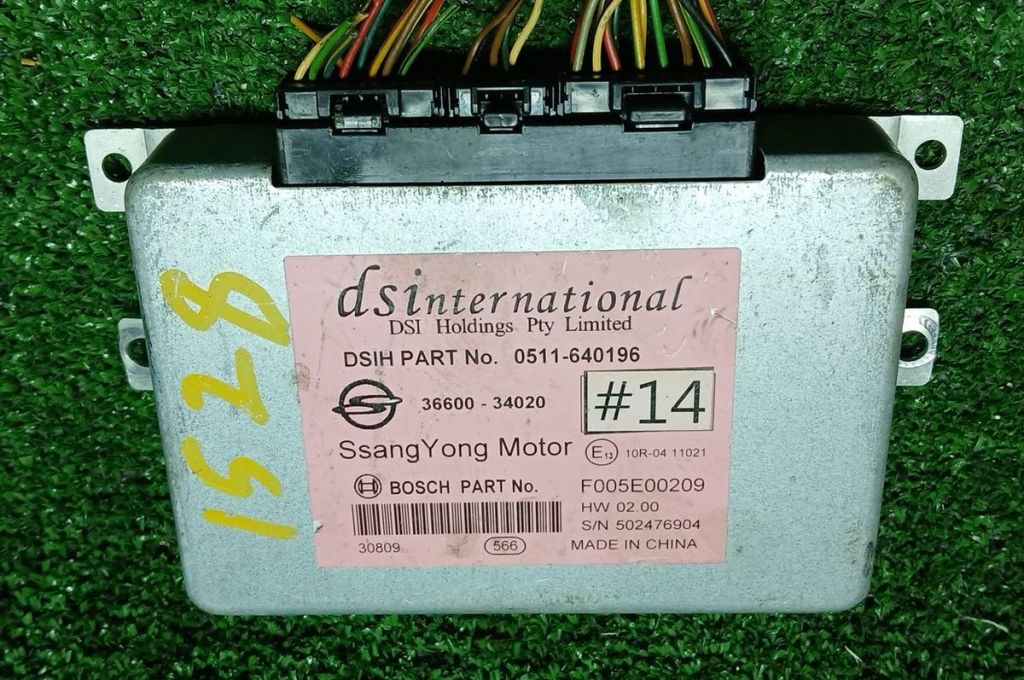 dsinternational
DSI Holdings Pty Limited
DSIH PART No. 0511-640196
36600 - 34020
#14
SsangYong Motor
E13 10R-04 11021
BOSCH PART No. F005E00209
HW 02.00
S/N 502476904
30809 566 MADE IN CHINA
1528